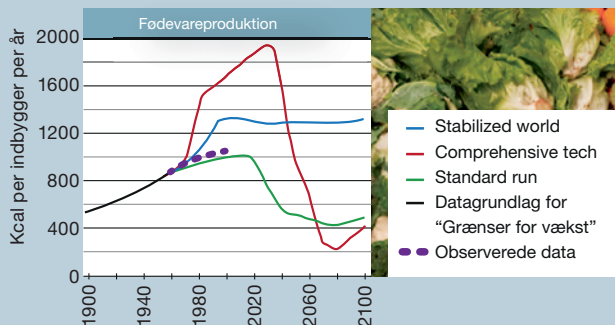 Fødevareproduktion
Kcal per indbygger per år
2000
1600
1200
800
400
0
1900
1940
1980
2020
2060
2100
Stabilized world
Comprehensive tech
Standard run
Datagrundlag for
“Grænser for vækst”
Observerede data